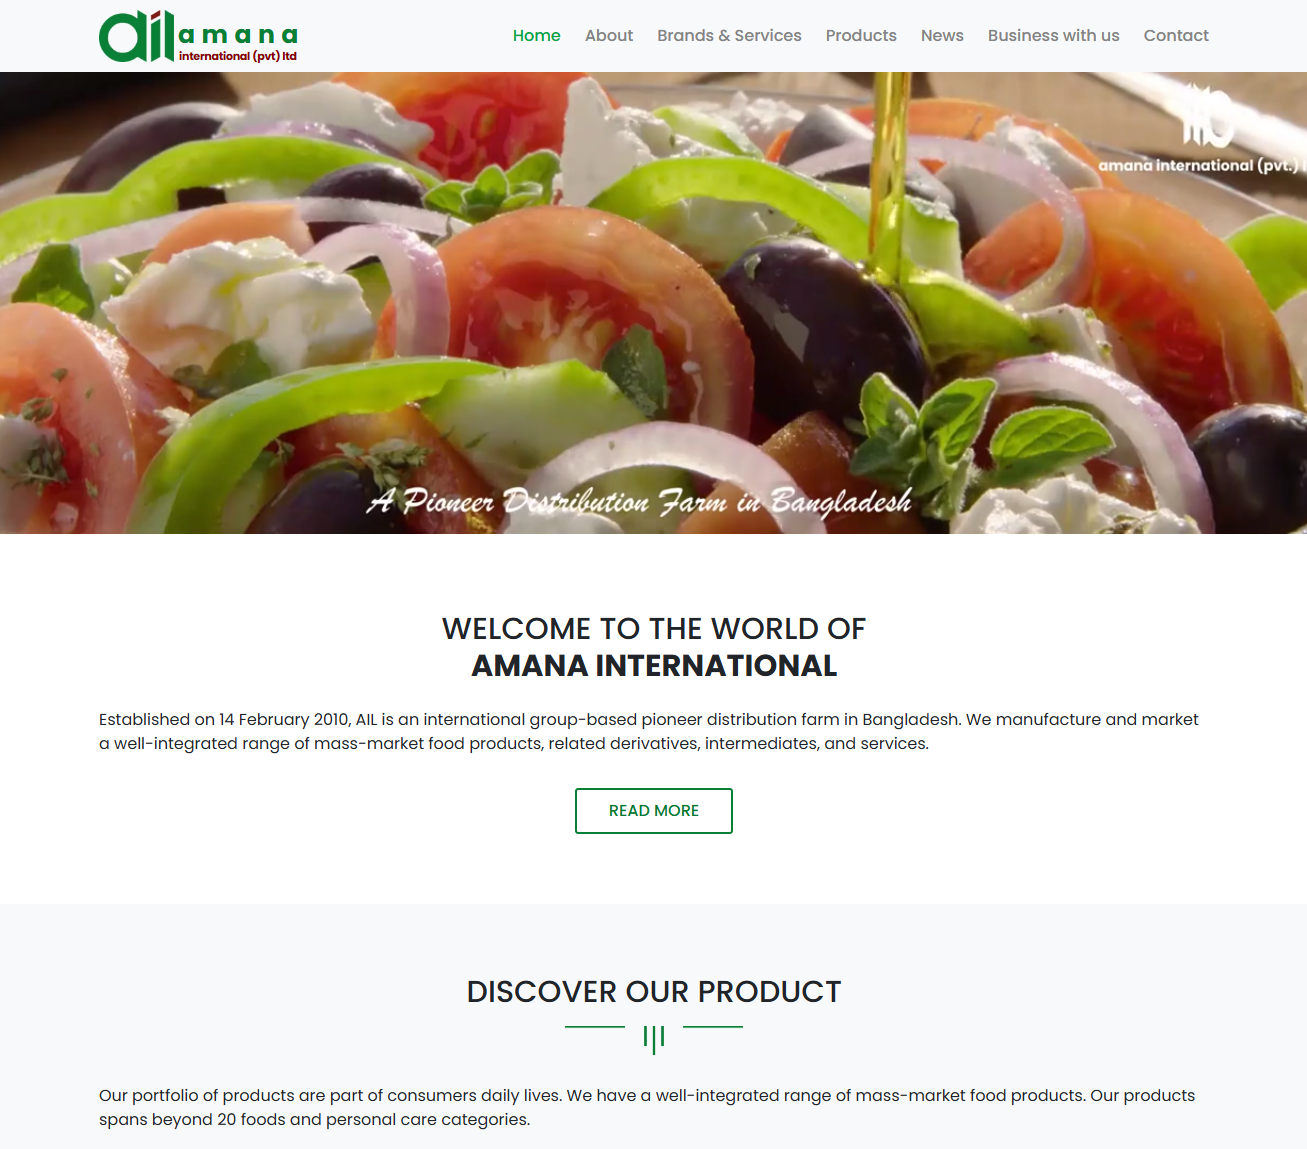 ail amana
international (pvt) ltd
Home About Brands & Services Products News Business with us Contact
amana international (pvt.)
A Pioneer Distribution Farm in Bangladesh
WELCOME TO THE WORLD OF
AMANA INTERNATIONAL
Established on 14 February 2010, AIL is an international group-based pioneer distribution farm in Bangladesh. We manufacture and market
a well-integrated range of mass-market food products, related derivatives, intermediates, and services.
READ MORE
DISCOVER OUR PRODUCT
Our portfolio of products are part of consumers daily lives. We have a well-integrated range of mass-market food products. Our products
spans beyond 20 foods and personal care categories.